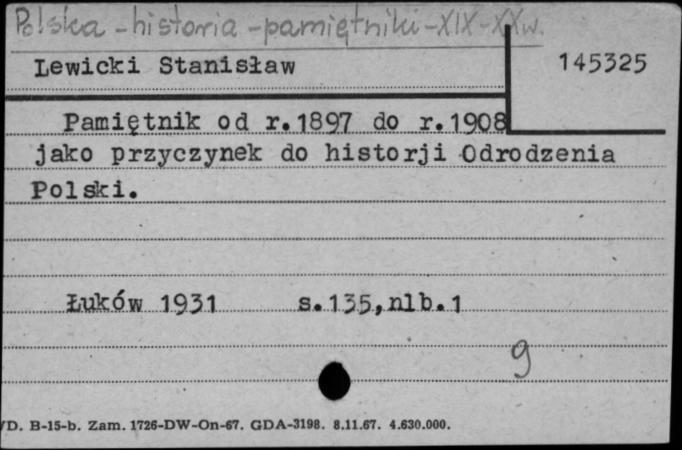 Polska - historia - pamiętniki - XIX-XXw.
Lewicki Stanisław
145325
Pamiętnik od r.1897 do r.1908
jako przyczynek do historji Odrodzenia
Polski.
Łuków 1931 s.135,nlb.1
9
/D. B-15-b. Zam. 1726-DW-On-67. GDA-3198. 8.11.67. 4.630.000.